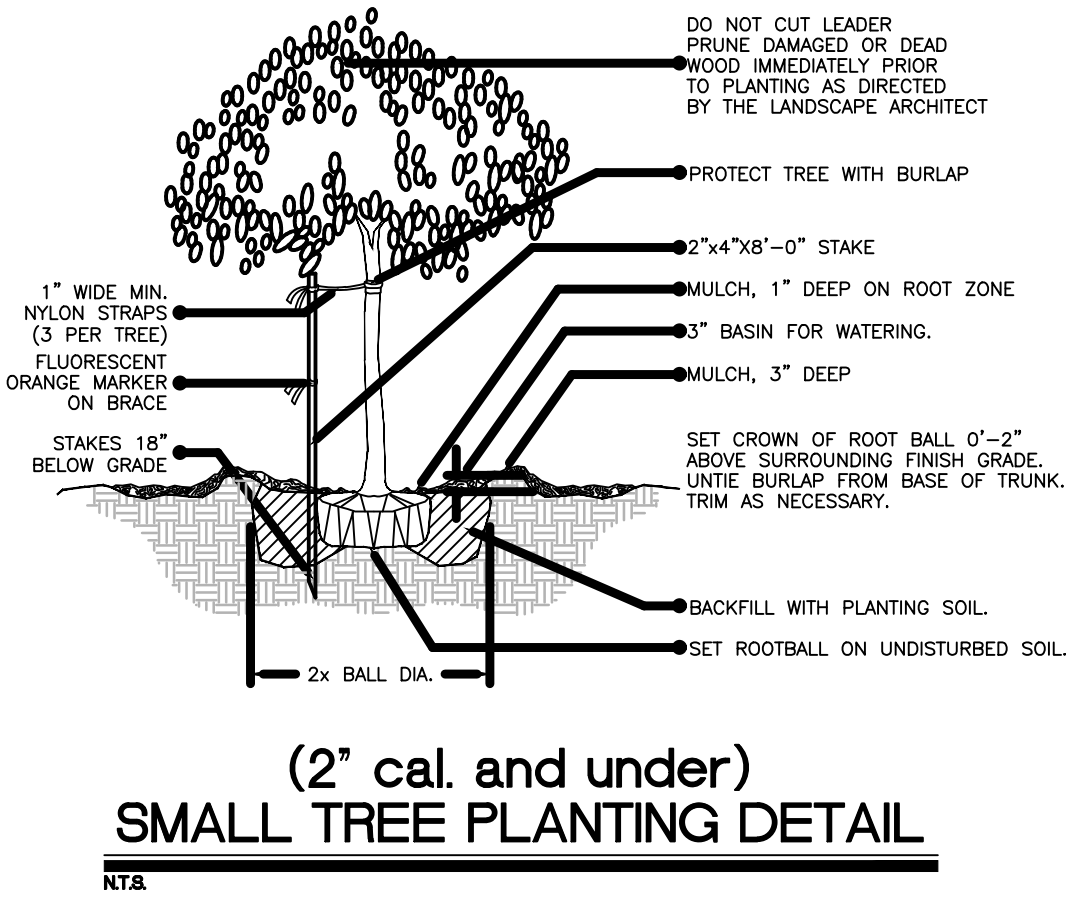 DO NOT CUT LEADER
PRUNE DAMAGED OR DEAD
WOOD IMMEDIATELY PRIOR
TO PLANTING AS DIRECTED
BY THE LANDSCAPE ARCHITECT
PROTECT TREE WITH BURLAP
2"x4"X8'-0" STAKE
1" WIDE MIN.
NYLON STRAPS
(3 PER TREE)
MULCH, 1" DEEP ON ROOT ZONE
3" BASIN FOR WATERING.
FLUORESCENT
ORANGE MARKER
ON BRACE
MULCH, 3" DEEP
STAKES 18"
BELOW GRADE
SET CROWN OF ROOT BALL 0'-2"
ABOVE SURROUNDING FINISH GRADE.
UNTIE BURLAP FROM BASE OF TRUNK.
TRIM AS NECESSARY.
BACKFILL WITH PLANTING SOIL.
SET ROOTBALL ON UNDISTURBED SOIL.
2x BALL DIA.
(2" cal. and under)
SMALL TREE PLANTING DETAIL
N.T.S.